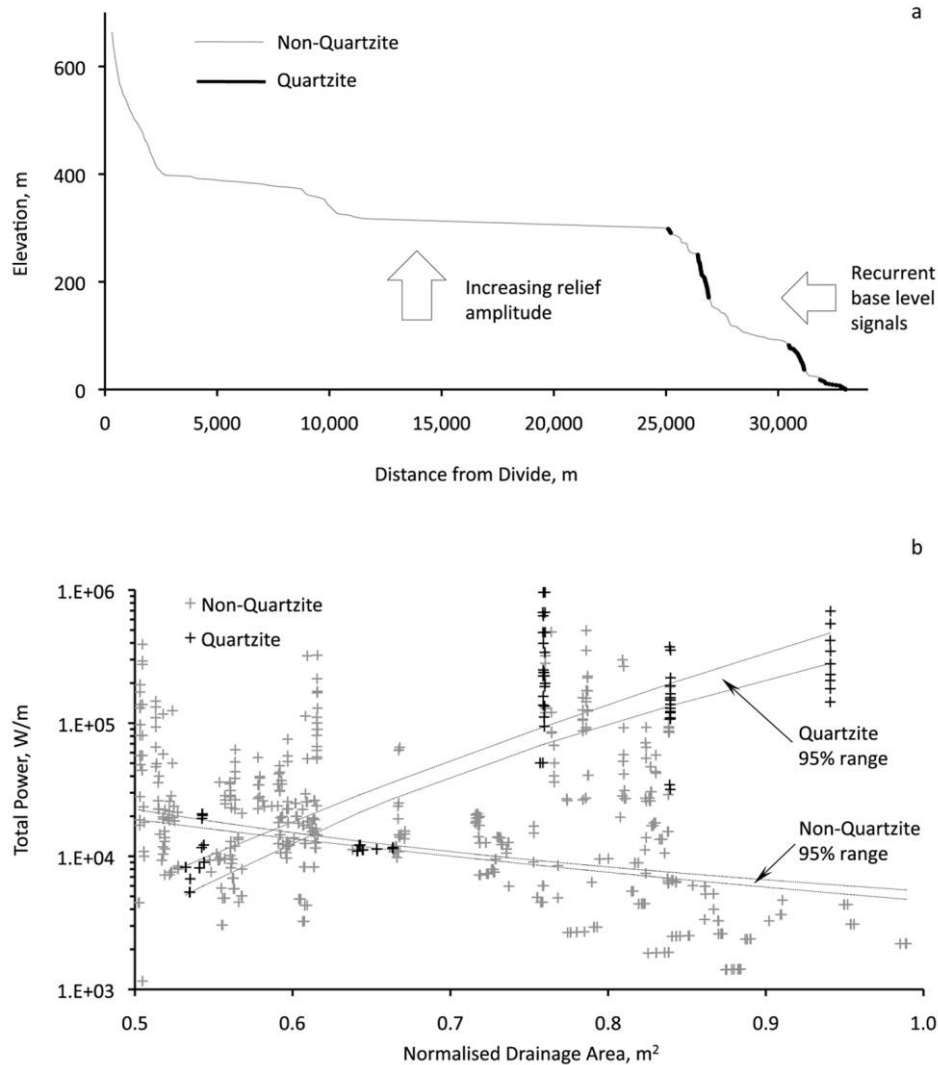 a
Non-Quartzite
Quartzite
600
400
200
0
Elevation, m
Increasing relief
amplitude
Recurrent
base level
signals
0 5,000 10,000 15,000 20,000 25,000 30,000
Distance from Divide, m
b
1.E+06
1.E+05
1.E+04
1.E+03
Total Power, W/m
Non-Quartzite
Quartzite
Quartzite
95% range
Non-Quartzite
95% range
0.5 0.6 0.7 0.8 0.9 1.0
Normalised Drainage Area, m²